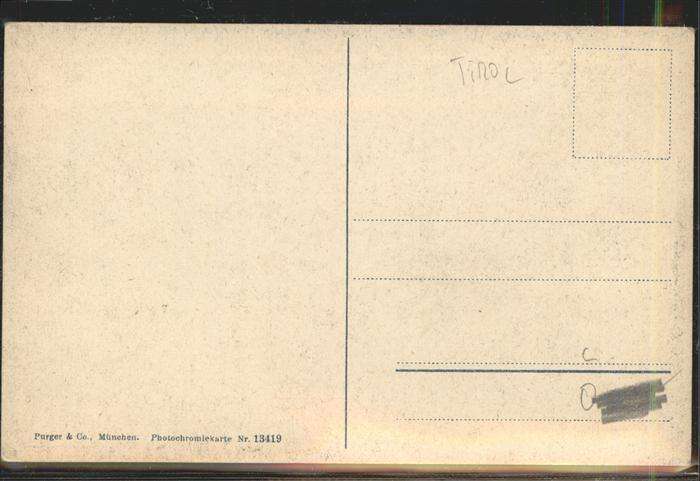 TIROL
C
O
Purger & Co., München. Photochromiekarte Nr. 13419